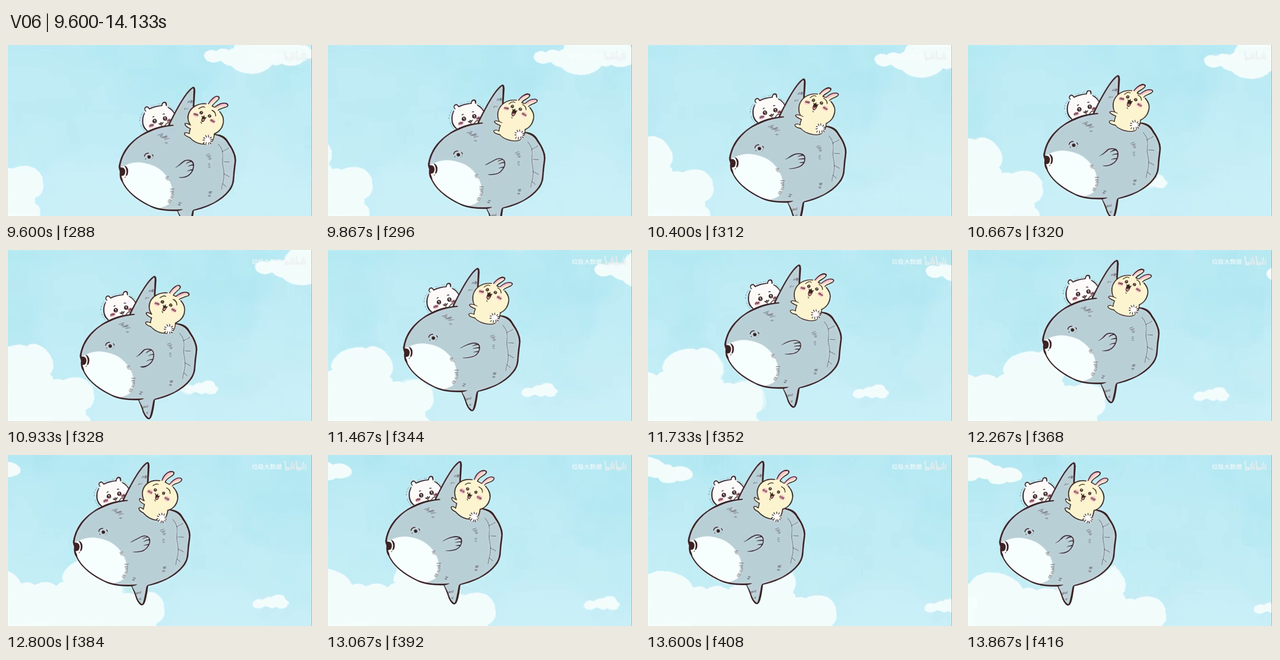 V06 | 9.600-14.133s
9.600s | f288
9.867s | f296
10.400s | f312
10.667s | f320
10.933s | f328
11.467s | f344
11.733s | f352
12.267s | f368
12.800s | f384
13.067s | f392
13.600s | f408
13.867s | f416